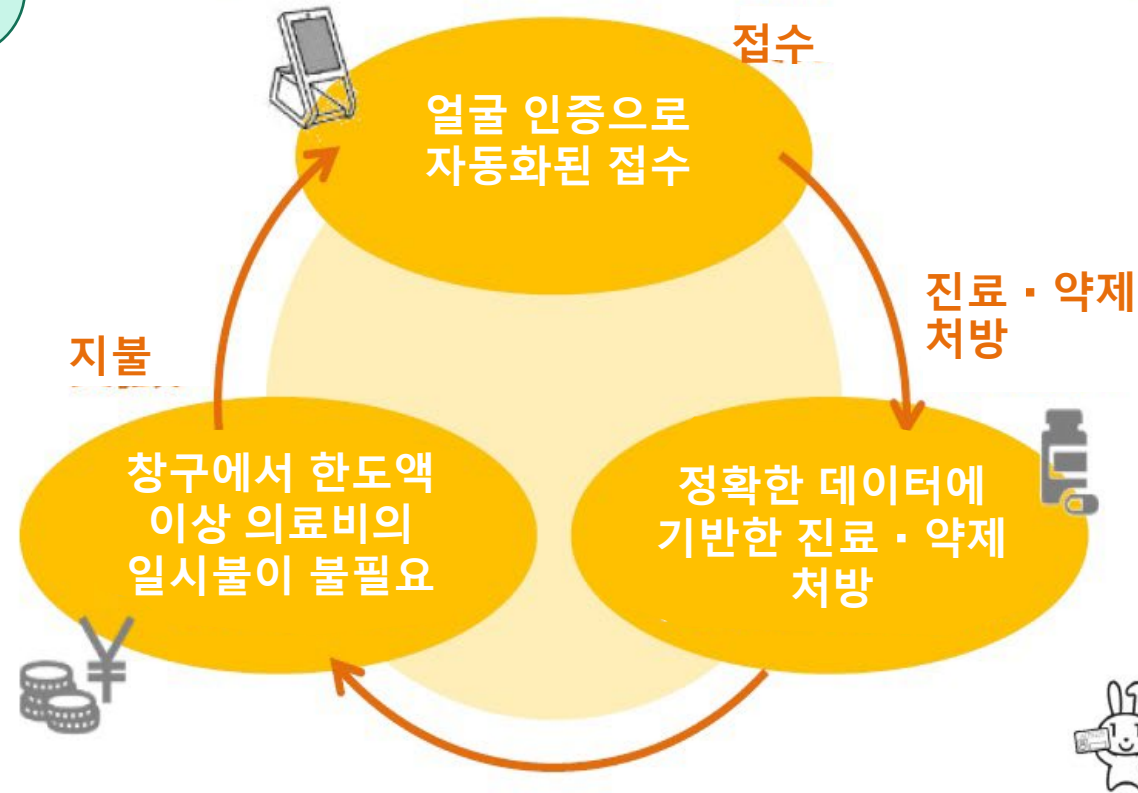 접수
얼굴 인증으로
자동화된 접수
진료・약제
처방
정확한 데이터에
기반한 진료・약제
처방
지불
창구에서 한도액
이상 의료비의
일시불이 불필요
¥